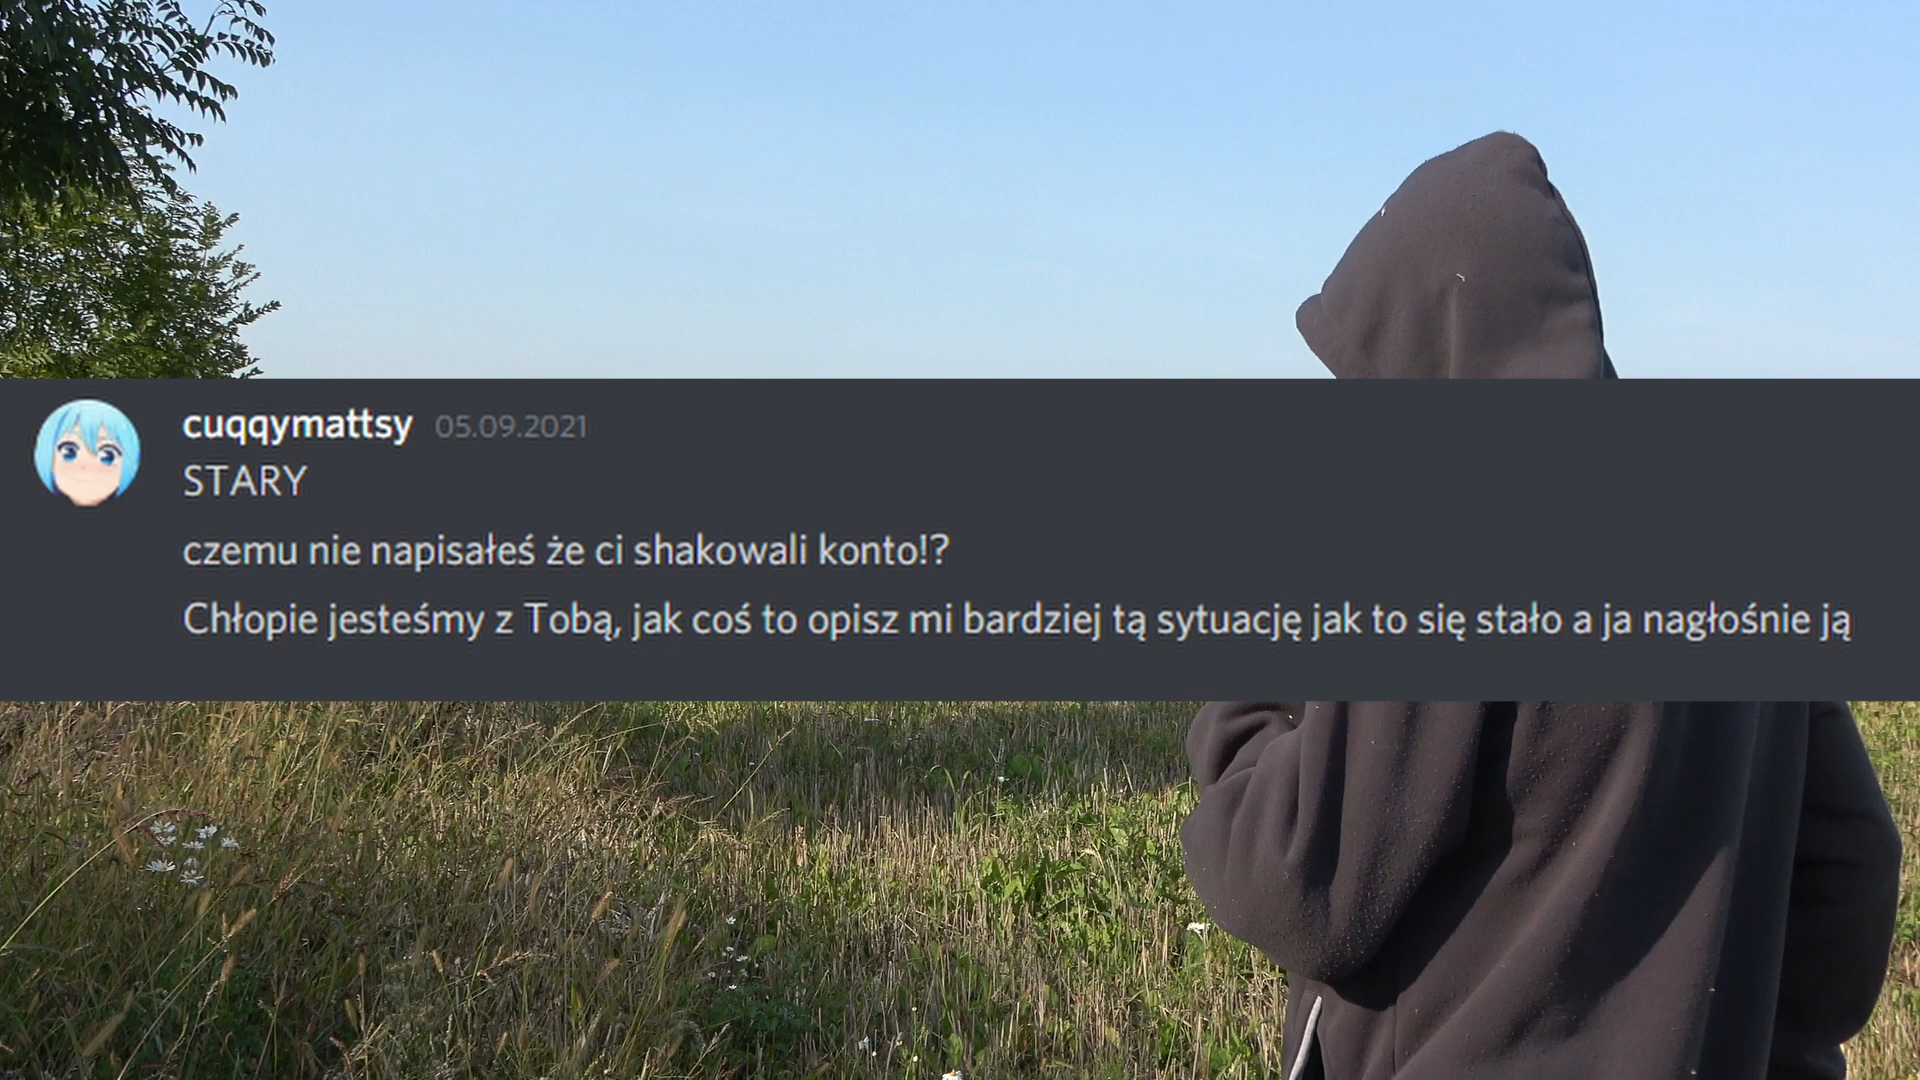 cuqqymattsy 05.09.2021
STARY
czemu nie napisałeś że ci shakowali konto!?
Chłopie jesteśmy z Tobą, jak coś to opisz mi bardziej tą sytuację jak to się stało a ja nagłośnie ją